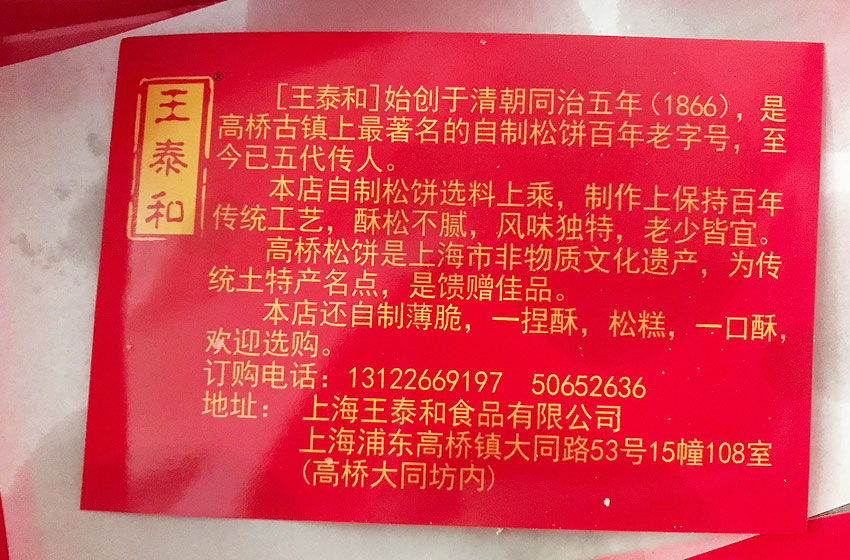 王泰和
®
[王泰和]始创于清朝同治五年(1866)，是
高桥古镇上最著名的自制松饼百年老字号，至
今已五代传人。
本店自制松饼选料上乘，制作上保持百年
传统工艺，酥松不腻，风味独特，老少皆宜。
高桥松饼是上海市非物质文化遗产，为传
统土特产名点，是馈赠佳品。
本店还自制薄脆，一捏酥，松糕，一口酥，
欢迎选购。
订购电话：13122669197 50652636
地址： 上海王泰和食品有限公司
上海浦东高桥镇大同路53号15幢108室
(高桥大同坊内)